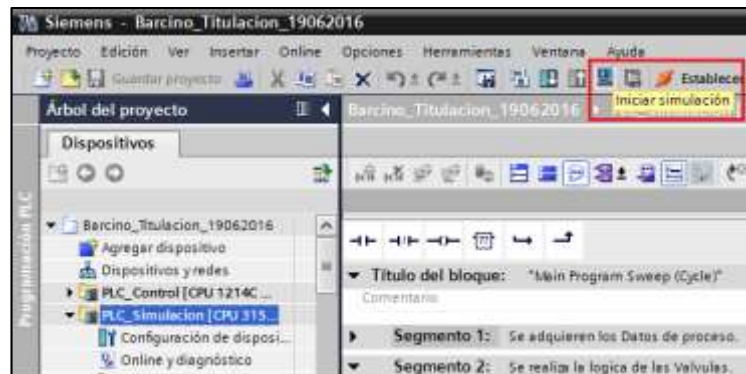 Siemens - Barcino_Titulacion_19062016
Proyecto Edición Ver Insertar Online Opciones Herramientas Ventana Ayuda
Guardar proyecto Establecer
Iniciar simulación
Árbol del proyecto
Barcino_Titulacion_19062016
Dispositivos
Programación PLC
Barcino_Titulacion_19062016
Agregar dispositivo
Dispositivos y redes
PLC_Control [CPU 1214C ...
PLC_Simulacion [CPU 315...
Configuración de disposi...
Online y diagnóstico
Título del bloque: "Main Program Sweep (Cycle)"
Comentario
Segmento 1: Se adquieren los Datos de proceso.
Segmento 2: Se realiza la logica de las Valvulas.